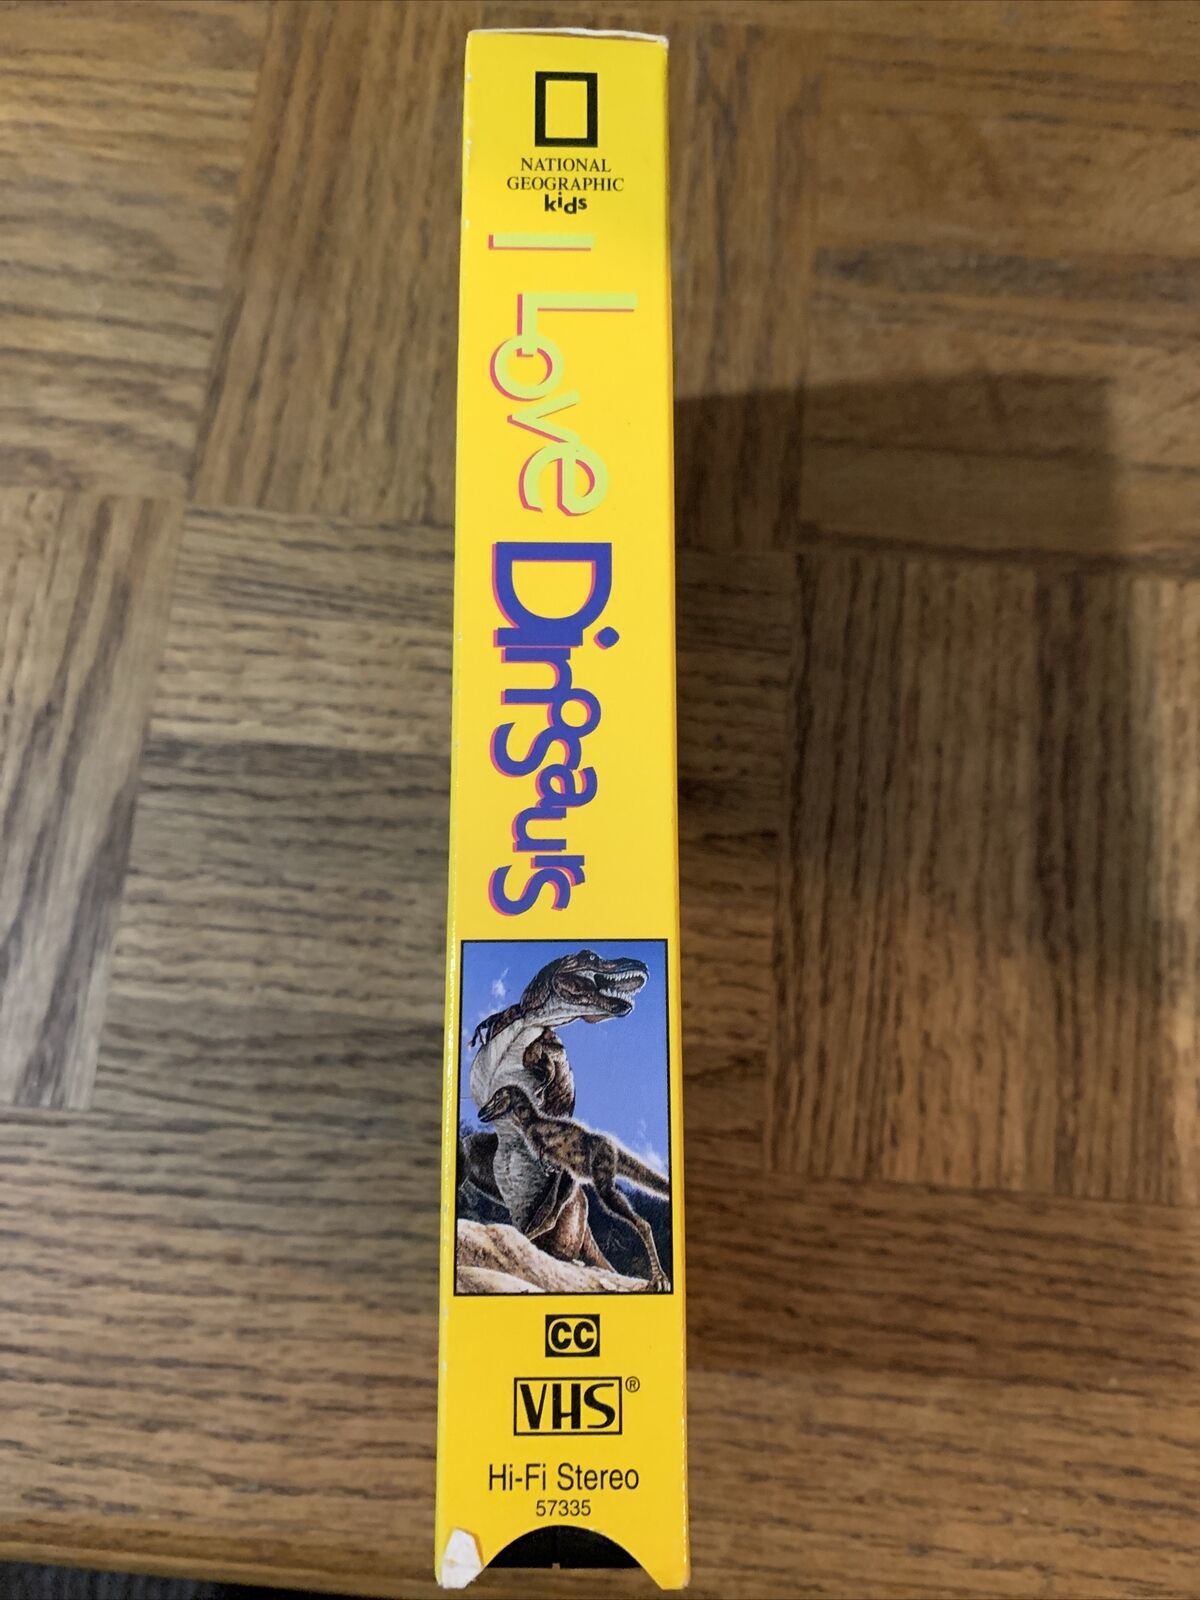 NATIONAL
GEOGRAPHIC
kids
I Love Dinosaurs
CC
VHS®
Hi-Fi Stereo
57335